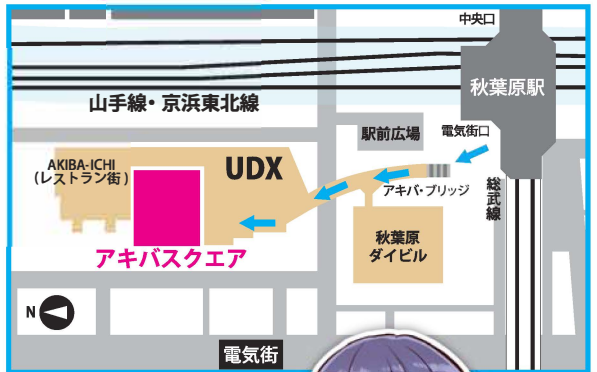 中央口
秋葉原駅
山手線・京浜東北線
駅前広場
電気街口
AKIBA-ICHI
(レストラン街)
UDX
アキバ・ブリッジ
総武線
アキバスクエア
秋葉原
ダイビル
N
電気街